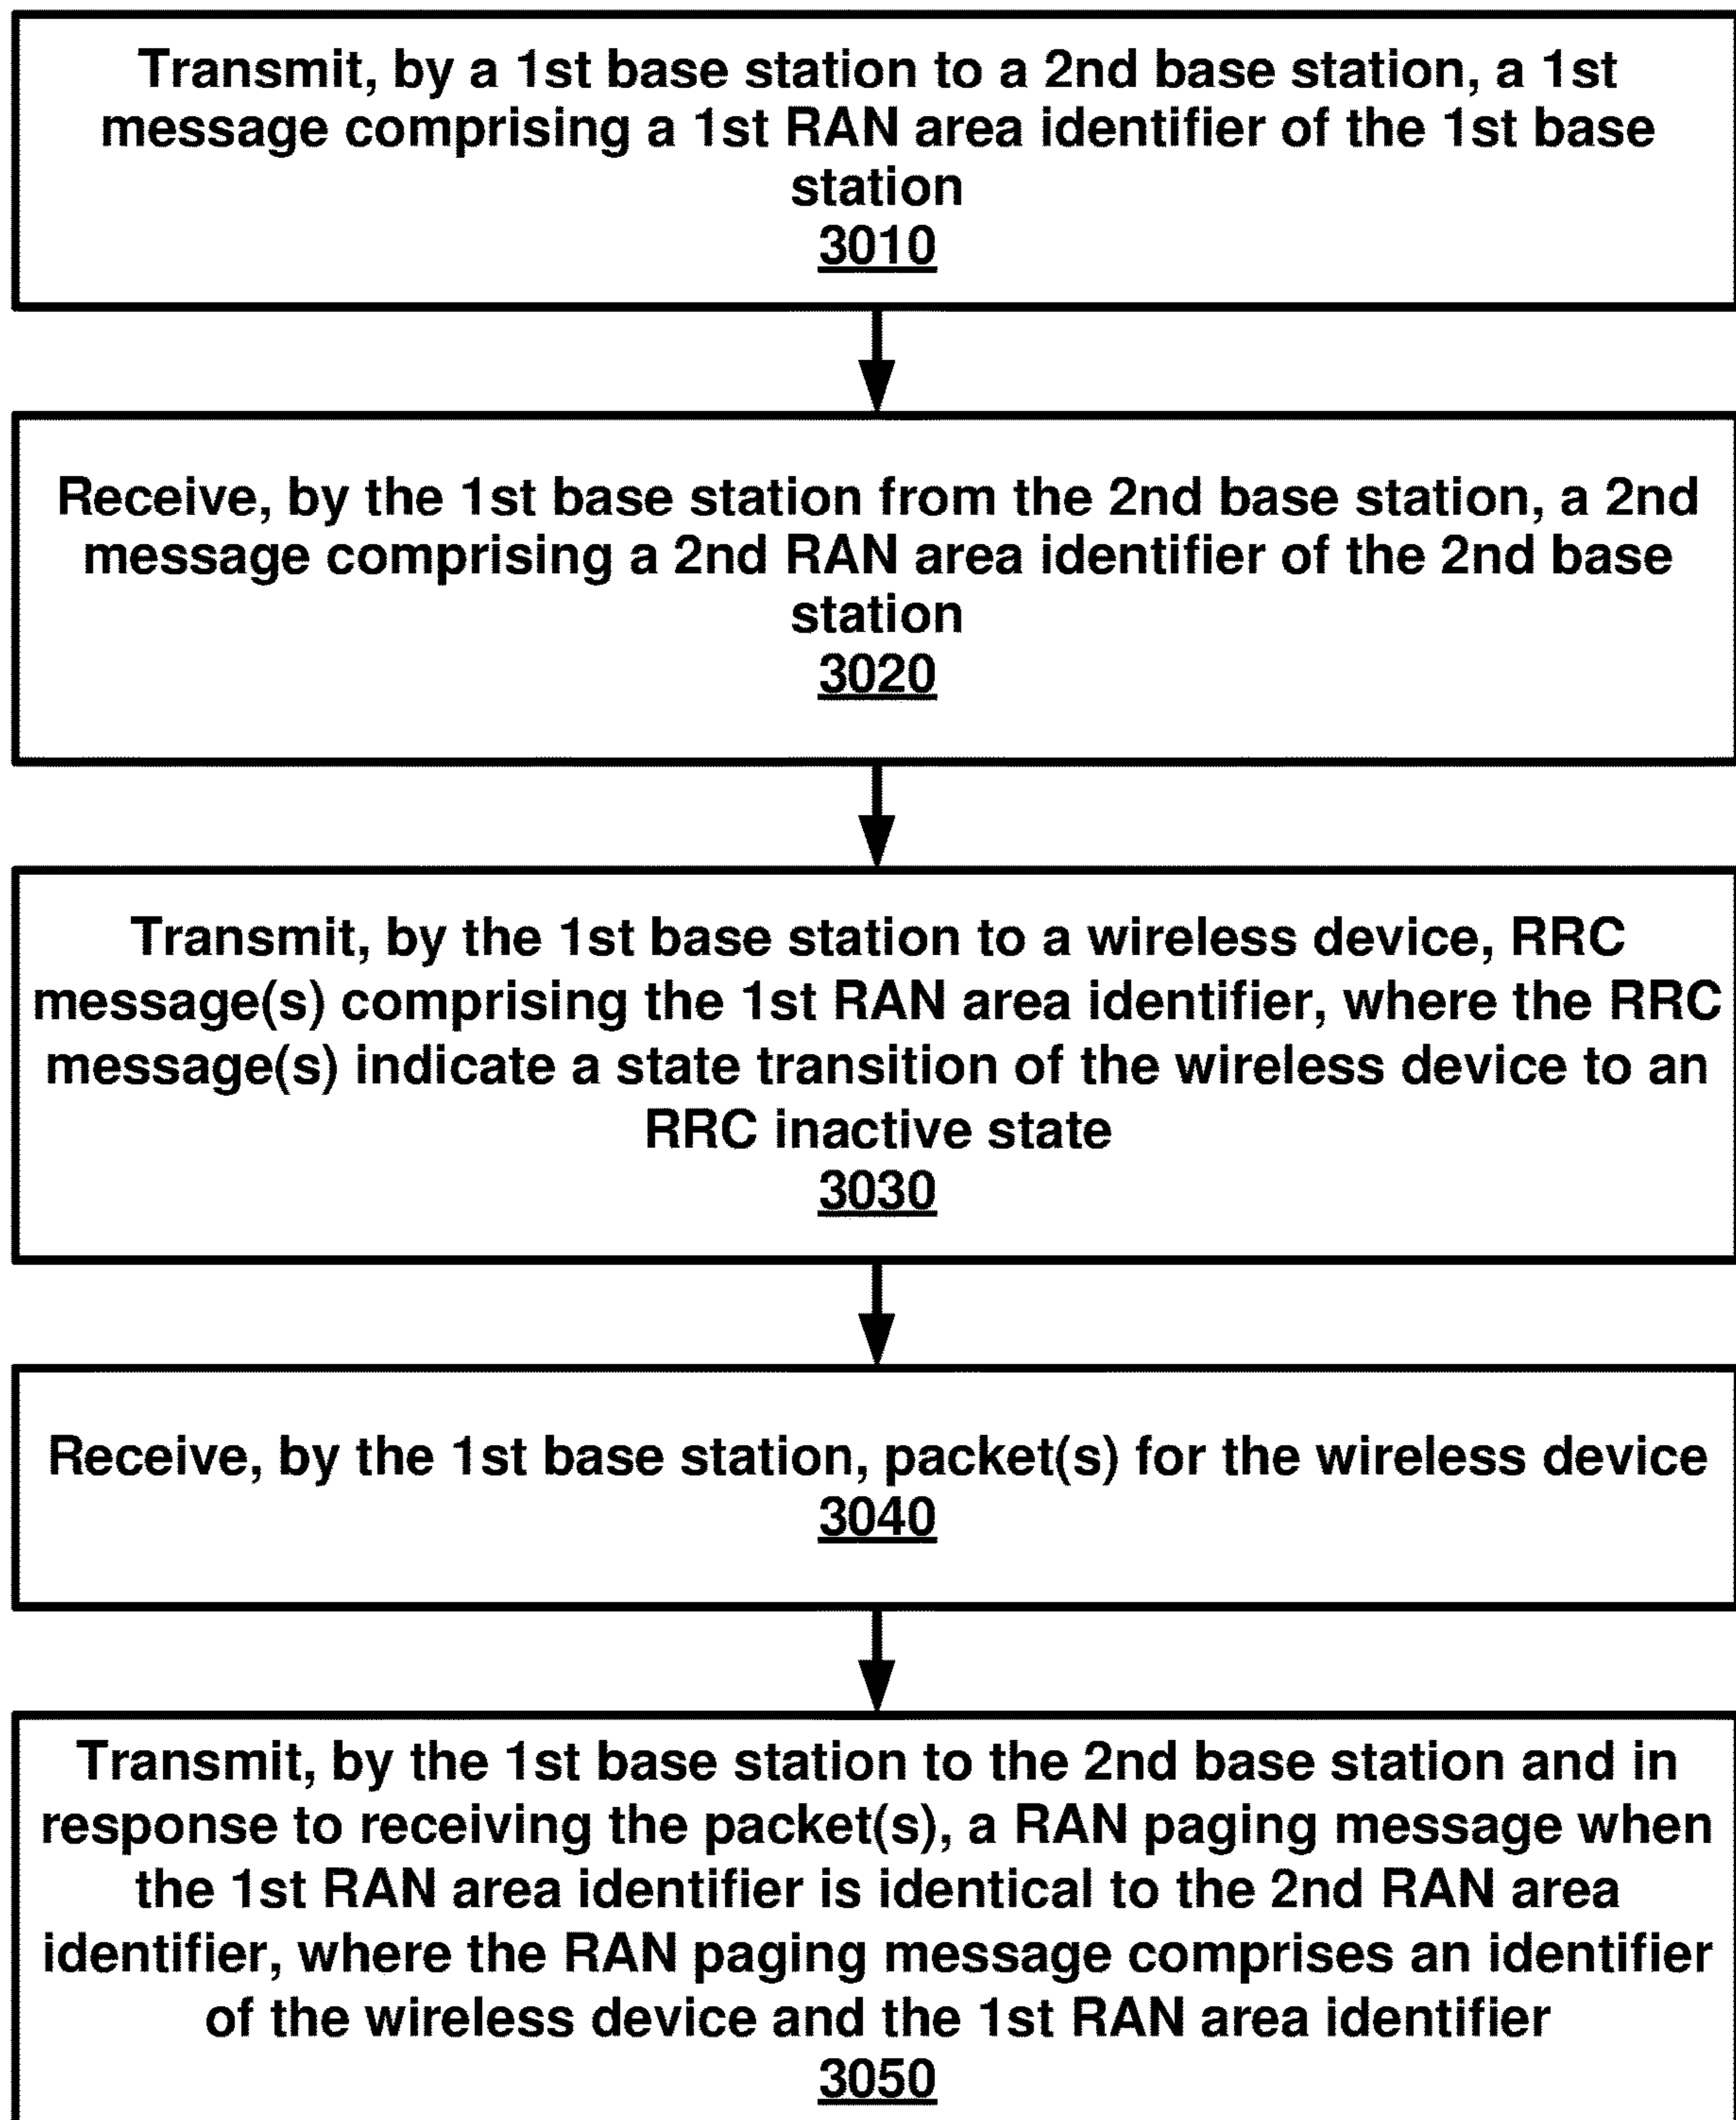 Transmit, by a 1st base station to a 2nd base station, a 1st
message comprising a 1st RAN area identifier of the 1st base
station
3010
Receive, by the 1st base station from the 2nd base station, a 2nd
message comprising a 2nd RAN area identifier of the 2nd base
station
3020
Transmit, by the 1st base station to a wireless device, RRC
message(s) comprising the 1st RAN area identifier, where the RRC
message(s) indicate a state transition of the wireless device to an
RRC inactive state
3030
Receive, by the 1st base station, packet(s) for the wireless device
3040
Transmit, by the 1st base station to the 2nd base station and in
response to receiving the packet(s), a RAN paging message when
the 1st RAN area identifier is identical to the 2nd RAN area
identifier, where the RAN paging message comprises an identifier
of the wireless device and the 1st RAN area identifier
3050